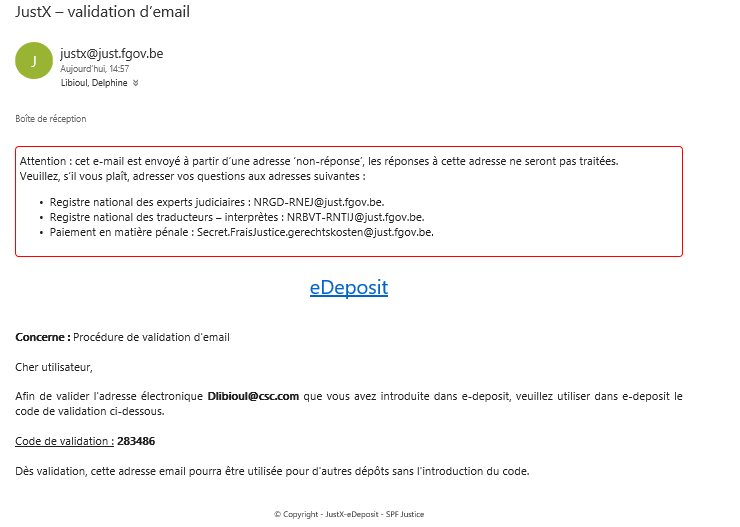 JustX – validation d'email
J
justx@just.fgov.be
Aujourd'hui, 14:57
Libioul, Delphine
Boîte de réception
Attention : cet e-mail est envoyé à partir d'une adresse 'non-réponse', les réponses à cette adresse ne seront pas traitées.
Veuillez, s'il vous plaît, adresser vos questions aux adresses suivantes :
• Registre national des experts judiciaires : NRGD-RNEJ@just.fgov.be.
• Registre national des traducteurs – interprètes : NRBVT-RNTIJ@just.fgov.be.
• Paiement en matière pénale : Secret.FraisJustice.gerechtskosten@just.fgov.be.
eDeposit
Concerne : Procédure de validation d'email
Cher utilisateur,
Afin de valider l'adresse électronique Dlibioul@csc.com que vous avez introduite dans e-deposit, veuillez utiliser dans e-deposit le
code de validation ci-dessous.
Code de validation : 283486
Dès validation, cette adresse email pourra être utilisée pour d'autres dépôts sans l'introduction du code.
© Copyright - JustX-eDeposit - SPF Justice